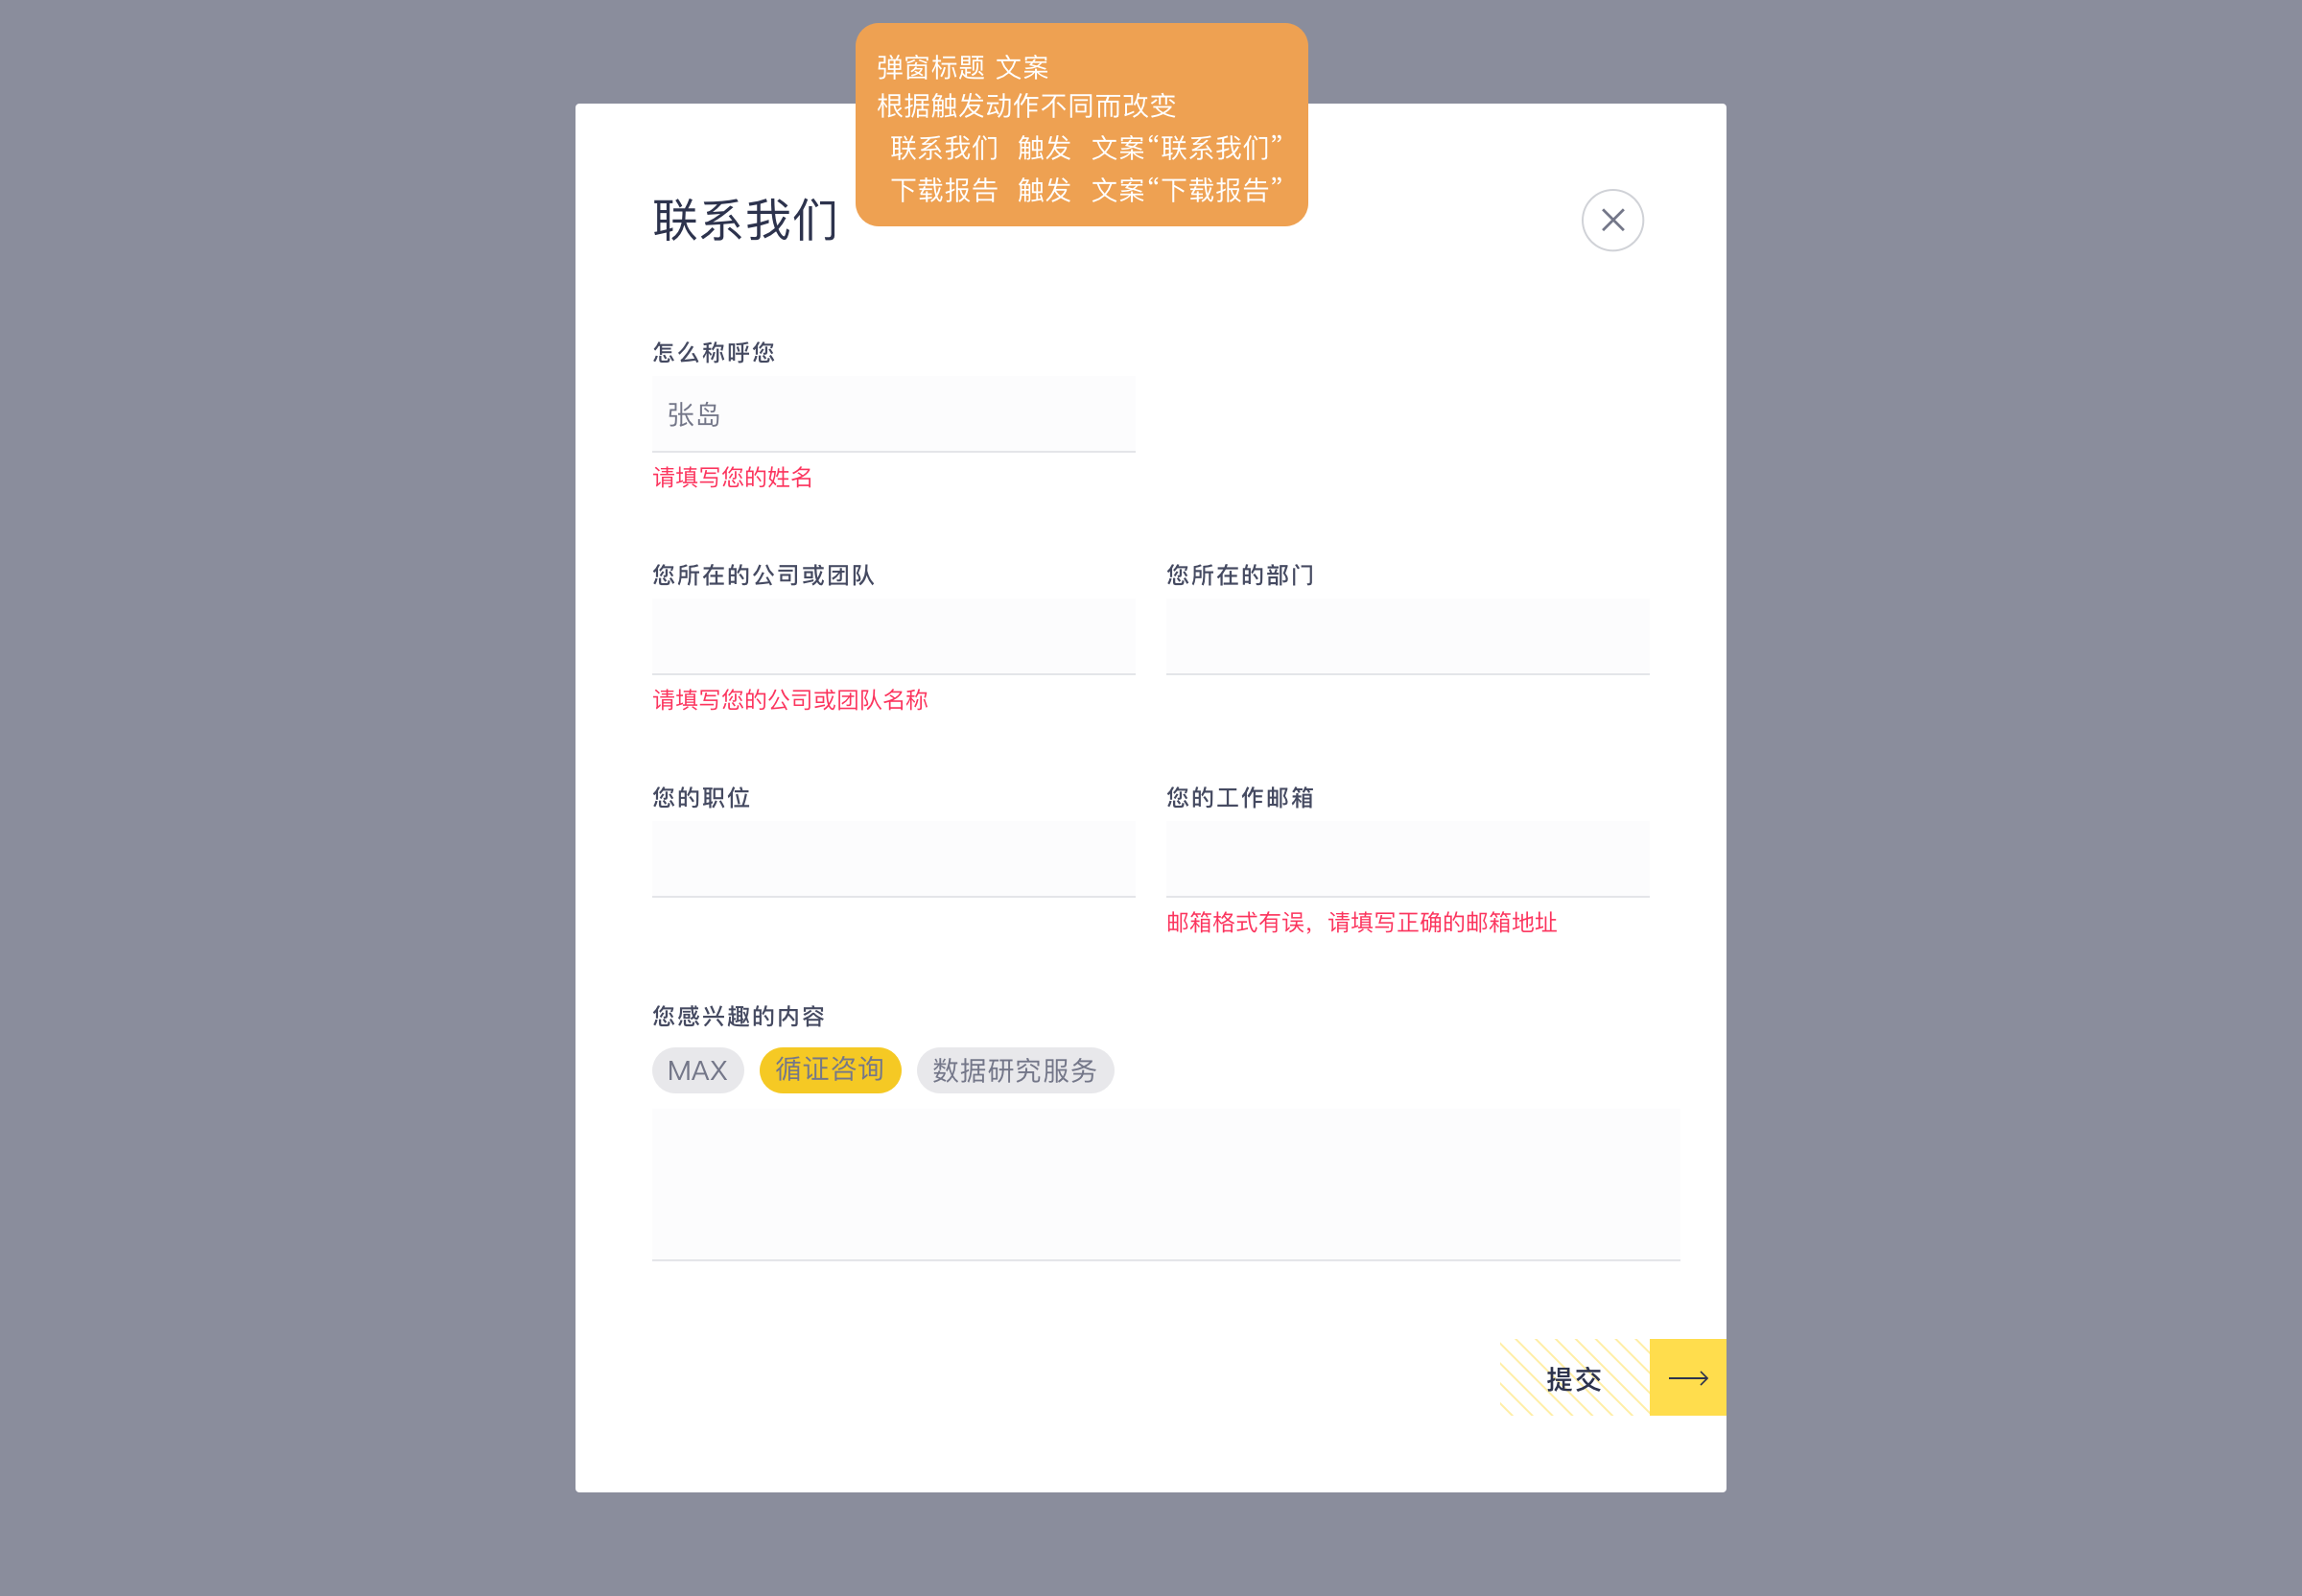 弹窗标题 文案
根据触发动作不同而改变
联系我们 触发 文案“联系我们”
下载报告 触发 文案“下载报告”
联系我们
怎么称呼您
张岛
请填写您的姓名
您所在的公司或团队 您所在的部门
请填写您的公司或团队名称
您的职位 您的工作邮箱
邮箱格式有误，请填写正确的邮箱地址
您感兴趣的内容
MAX 循证咨询 数据研究服务
提交